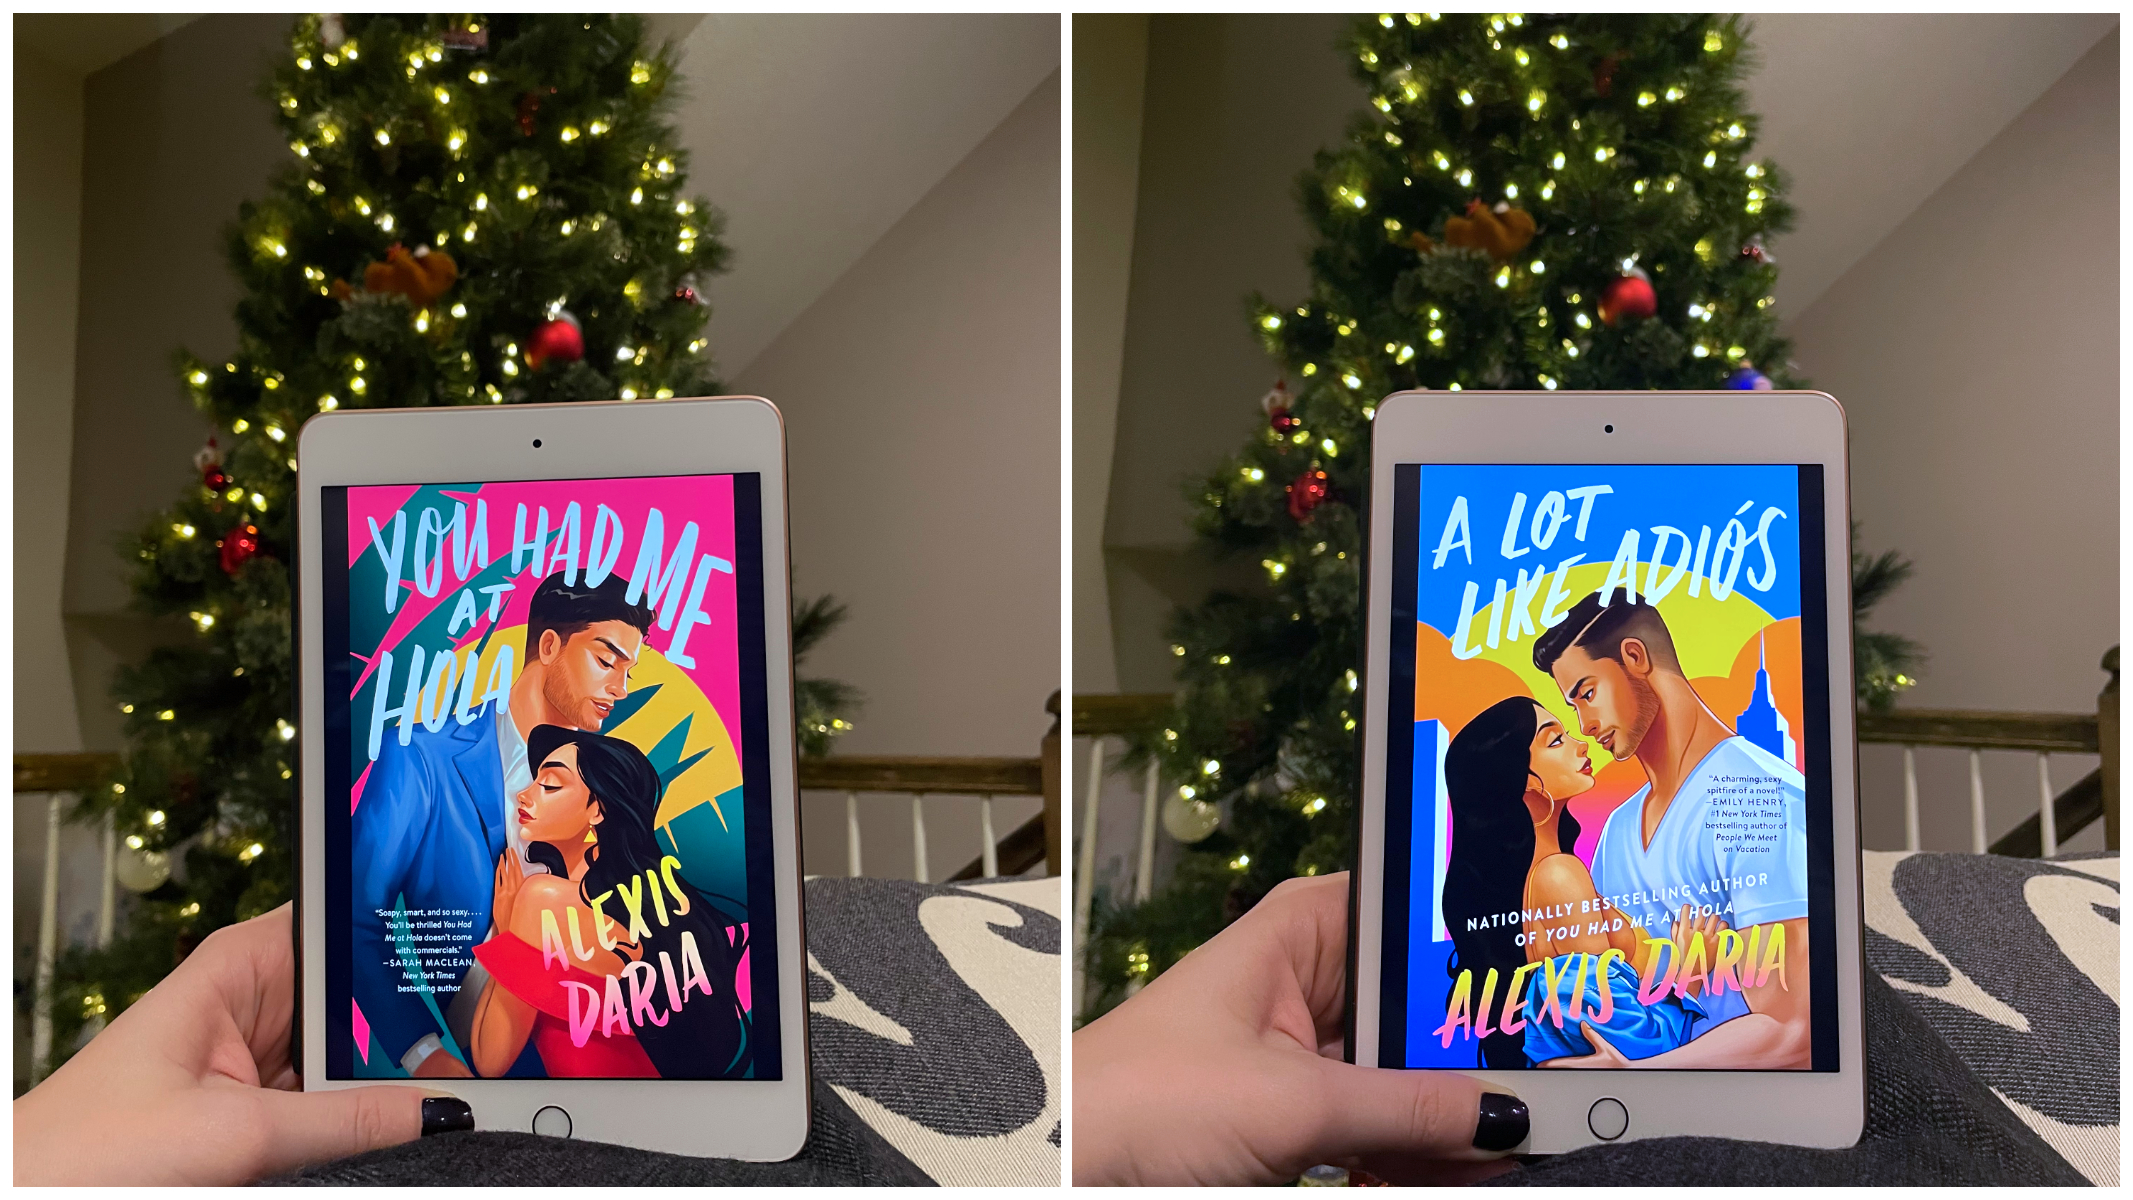 YOU HAD ME
AT
HOLA
"Soapy, smart, and so sexy....
You'll be thrilled You Had
Me at Hola doesn't come
with commercials."
—SARAH MACLEAN,
New York Times
bestselling author
ALEXIS
DARIA
A LOT
LIKE ADIÓS
"A charming, sexy
spitfire of a novel!"
—EMILY HENRY,
#1 New York Times
bestselling author of
People We Meet
on Vacation
NATIONALLY BESTSELLING AUTHOR
OF YOU HAD ME AT HOLA
ALEXIS DARIA